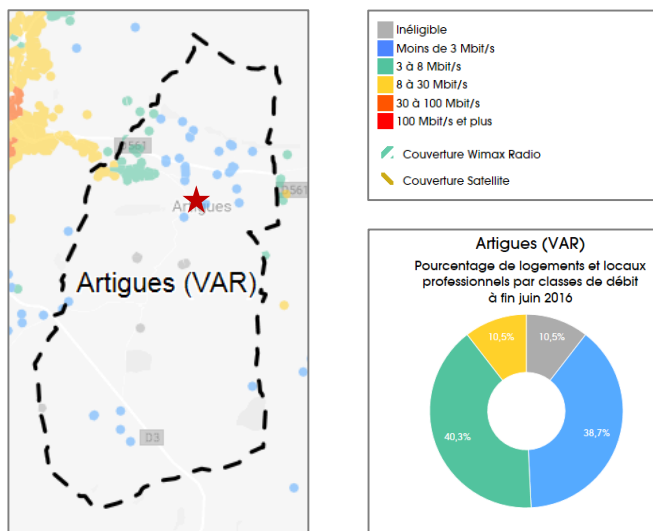 D561
Artigues
D561
Artigues (VAR)
D3
Inéligible
Moins de 3 Mbit/s
3 à 8 Mbit/s
8 à 30 Mbit/s
30 à 100 Mbit/s
100 Mbit/s et plus
Couverture Wimax Radio
Couverture Satellite
Artigues (VAR)
Pourcentage de logements et locaux
professionnels par classes de débit
à fin juin 2016
10,5%
10,5%
40,3%
38,7%